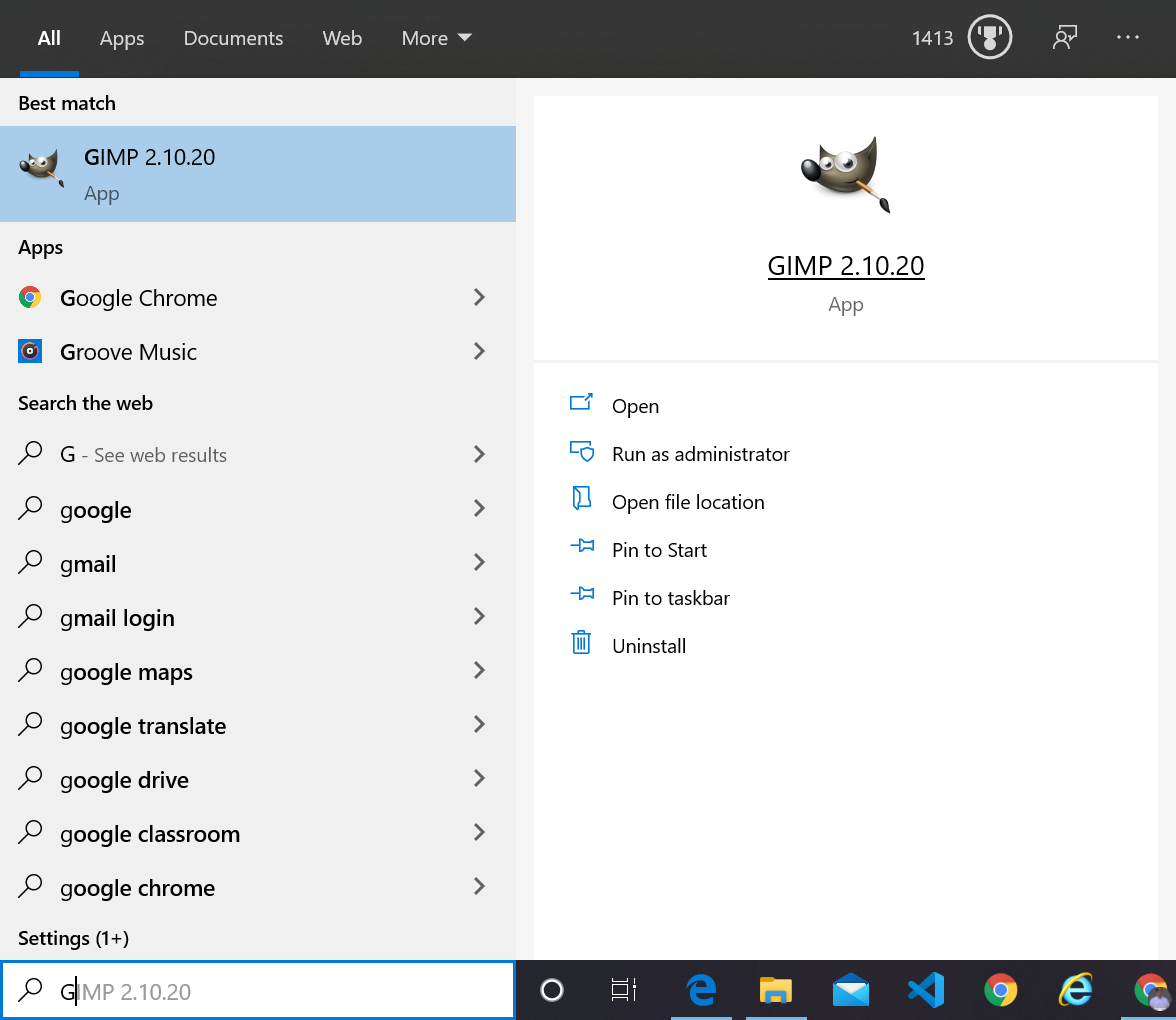 All Apps Documents Web More 1413
Best match
GIMP 2.10.20
App
Apps
Google Chrome
Groove Music
Search the web
G - See web results
google
gmail
gmail login
google maps
google translate
google drive
google classroom
google chrome
Settings (1+)
GIMP 2.10.20
GIMP 2.10.20
App
Open
Run as administrator
Open file location
Pin to Start
Pin to taskbar
Uninstall